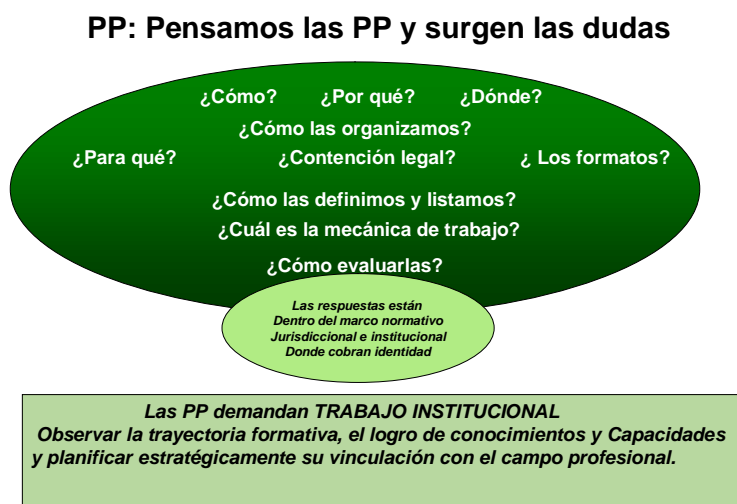 PP: Pensamos las PP y surgen las dudas
¿Cómo? ¿Por qué? ¿Dónde?
¿Cómo las organizamos?
¿Para qué? ¿Contención legal? ¿ Los formatos?
¿Cómo las definimos y listamos?
¿Cuál es la mecánica de trabajo?
¿Cómo evaluarlas?
Las respuestas están
Dentro del marco normativo
Jurisdiccional e institucional
Donde cobran identidad
Las PP demandan TRABAJO INSTITUCIONAL
Observar la trayectoria formativa, el logro de conocimientos y Capacidades
y planificar estratégicamente su vinculación con el campo profesional.